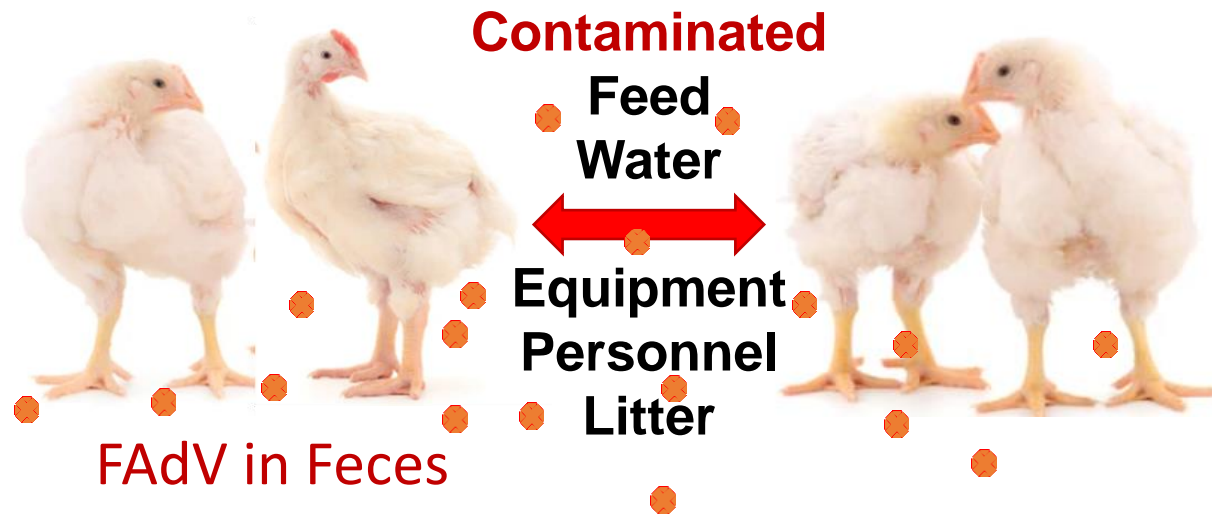 Contaminated
Feed
Water
Equipment
Personnel
Litter
FAdV in Feces